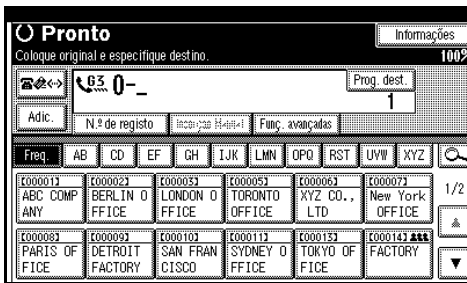 Pronto
Informações
Coloque original e especifique destino.
100%
G3 0-_
Prog. dest.
1
Adic.
N.º de registo
Funç. avançadas
Freq. AB CD EF GH IJK LMN OPQ RST UVW XYZ
[00001] [00002] [00003] [00005] [00006] [00007]
ABC COMP BERLIN O LONDON O TORONTO XYZ CO., New York
ANY FFICE FFICE OFFICE LTD OFFICE
1/2
[00008] [00009] [00010] [00011] [00013] [00014]
PARIS OF DETROIT SAN FRAN SYDNEY O TOKYO OF FACTORY
FICE FACTORY CISCO FFICE FICE